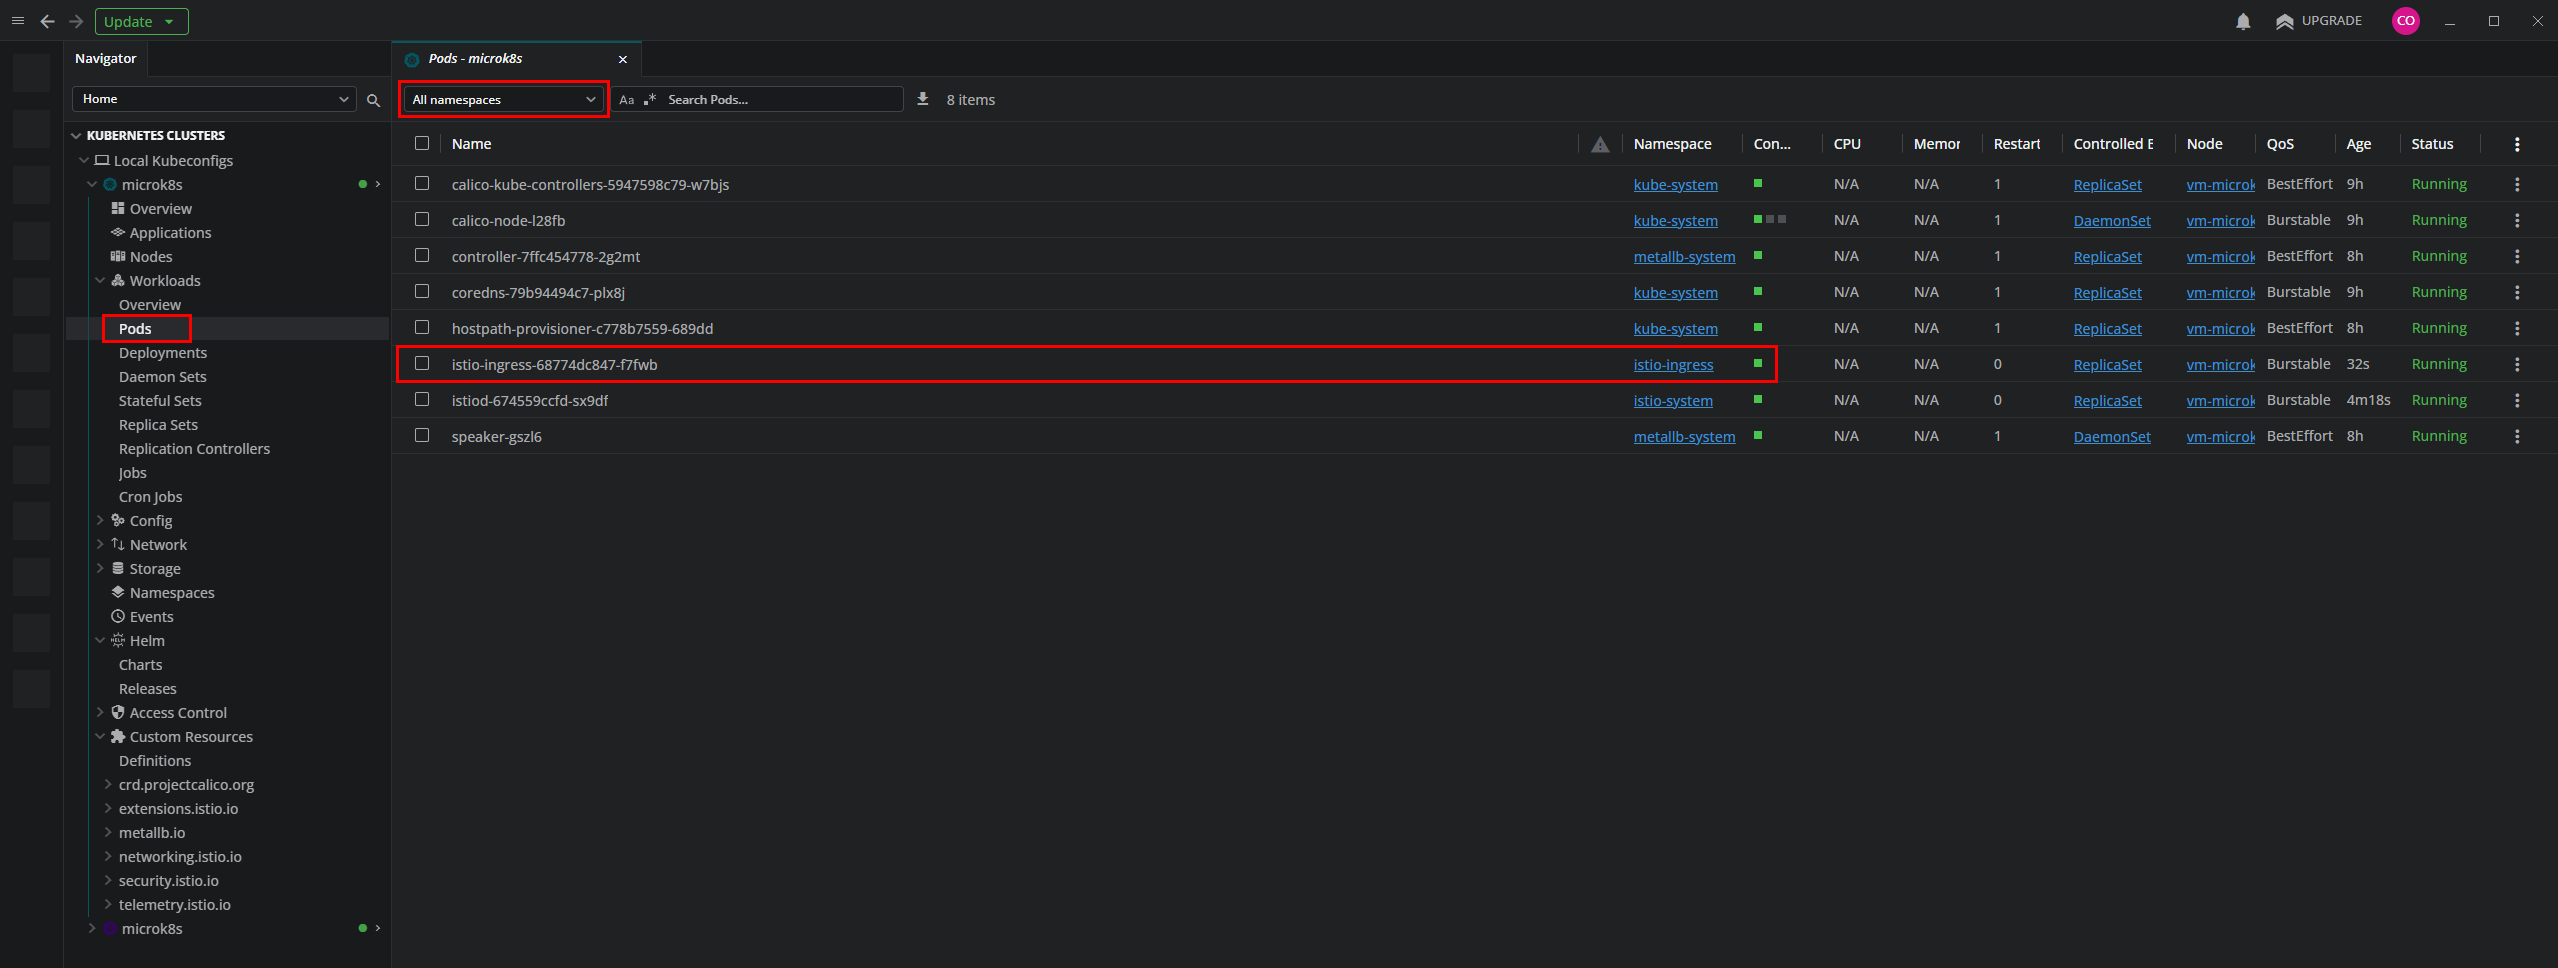 Update
UPGRADE
CO
Navigator
Pods - microk8s
Home
All namespaces
Aa .* Search Pods...
8 items
KUBERNETES CLUSTERS
Local Kubeconfigs
microk8s
Overview
Applications
Nodes
Workloads
Overview
Pods
Deployments
Daemon Sets
Stateful Sets
Replica Sets
Replication Controllers
Jobs
Cron Jobs
Config
Network
Storage
Namespaces
Events
Helm
Charts
Releases
Access Control
Custom Resources
Definitions
crd.projectcalico.org
extensions.istio.io
metallb.io
networking.istio.io
security.istio.io
telemetry.istio.io
microk8s
Name Namespace Con... CPU Memor Restart Controlled E Node QoS Age Status
calico-kube-controllers-5947598c79-w7bjs kube-system N/A N/A 1 ReplicaSet vm-microk BestEffort 9h Running
calico-node-l28fb kube-system N/A N/A 1 DaemonSet vm-microk Burstable 9h Running
controller-7ffc454778-2g2mt metallb-system N/A N/A 1 ReplicaSet vm-microk BestEffort 8h Running
coredns-79b94494c7-plx8j kube-system N/A N/A 1 ReplicaSet vm-microk Burstable 9h Running
hostpath-provisioner-c778b7559-689dd kube-system N/A N/A 1 ReplicaSet vm-microk BestEffort 8h Running
istio-ingress-68774dc847-f7fwb istio-ingress N/A N/A 0 ReplicaSet vm-microk Burstable 32s Running
istiod-674559ccfd-sx9df istio-system N/A N/A 0 ReplicaSet vm-microk Burstable 4m18s Running
speaker-gszl6 metallb-system N/A N/A 1 DaemonSet vm-microk BestEffort 8h Running